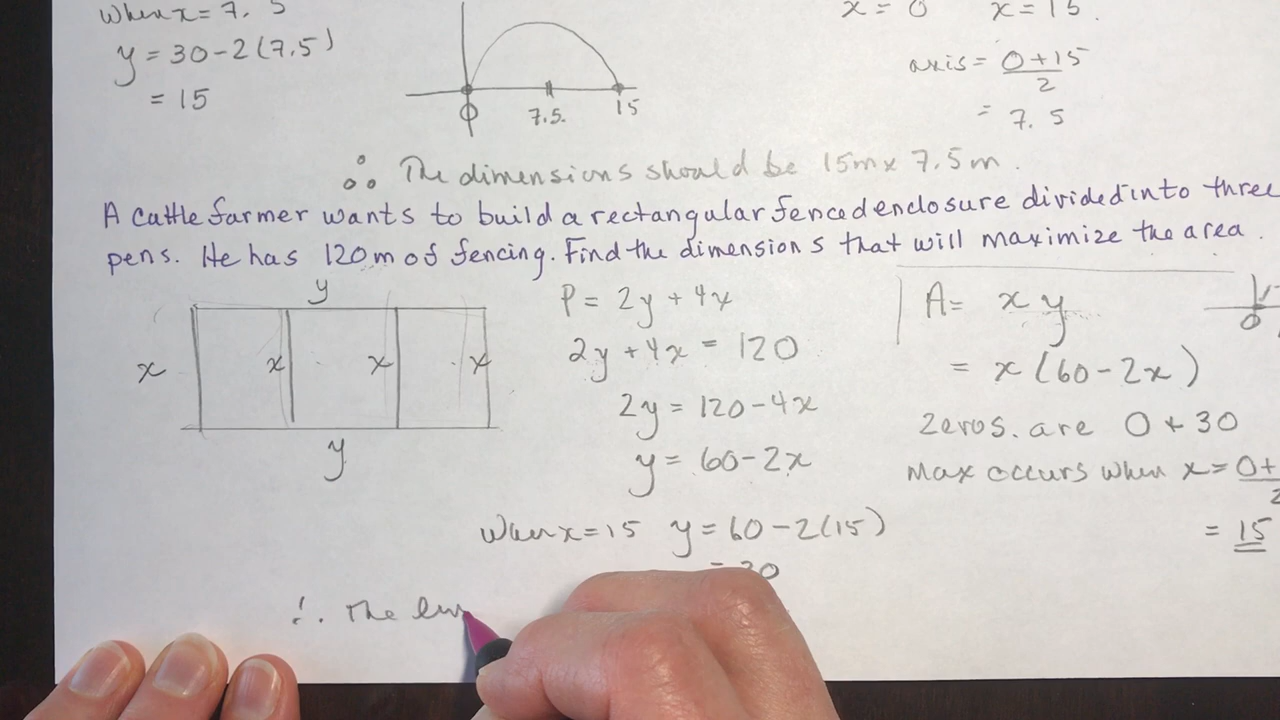 when x = 7.5
y = 30 - 2(7.5)
= 15
0
7.5
15
x = 0 x = 15.
axis = 0+15
2
= 7.5
∴ The dimensions should be 15m x 7.5m.
A cattle farmer wants to build a rectangular fenced enclosure divided into three
pens. He has 120m of fencing. Find the dimensions that will maximize the area.
y
x
x
x
x
y
P = 2y + 4x
2y + 4x = 120
2y = 120 - 4x
y = 60 - 2x
A = xy
= x(60 - 2x)
zeros. are 0 + 30
Max occurs when x = 0+
2
= 15
0
when x = 15 y = 60 - 2(15)
= 30
∴ The